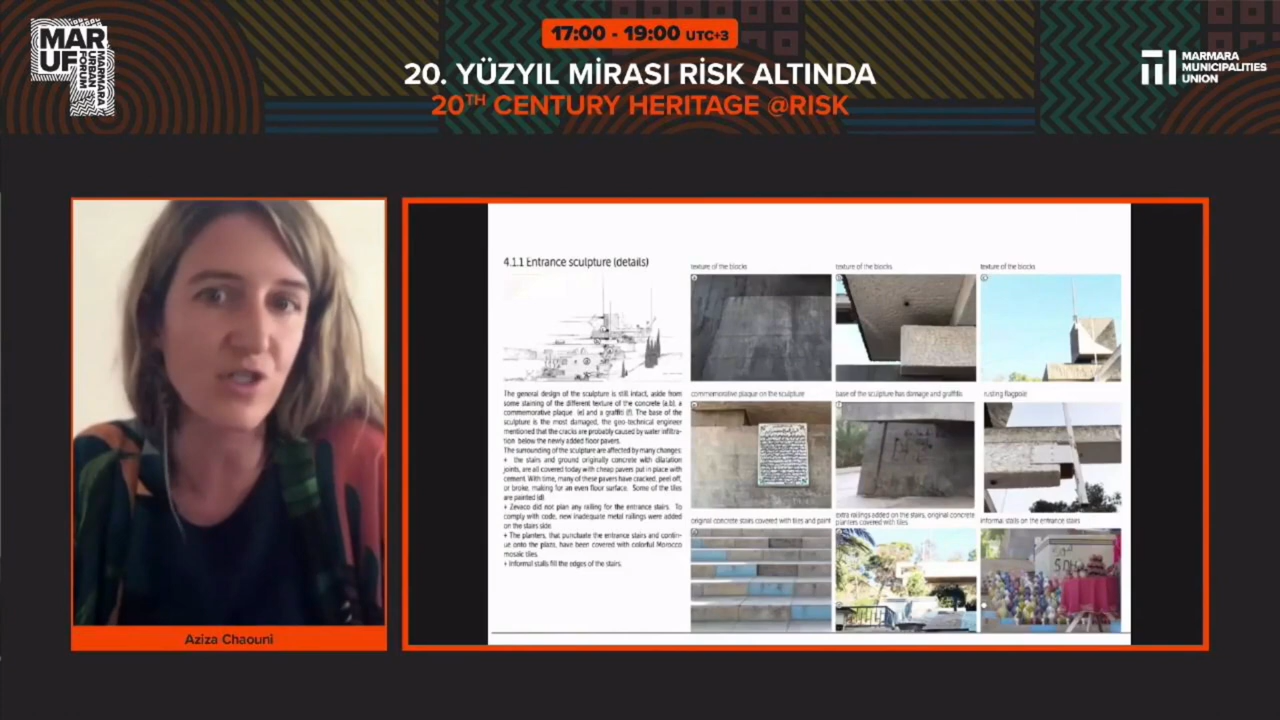 MAR
UF
MARMARA
URBAN
FORUM
17:00 - 19:00 UTC+3
20. YÜZYIL MİRASI RİSK ALTINDA
20TH CENTURY HERITAGE @RISK
MARMARA
MUNICIPALITIES
UNION
Aziza Chaouni
4.1.1 Entrance sculpture (details)
The general design of the sculpture is still intact, aside from
some staining of the different texture of the concrete (a,b), a
commemorative plaque (e) and a graffiti (f). The base of the
sculpture is the most damaged, the geo-technical engineer
mentioned that the cracks are probably caused by water infiltra-
tion below the newly added floor pavers.
The surrounding of the sculpture are affected by many changes:
+ the stairs and ground originally concrete with dilatation
joints, are all covered today with cheap pavers put in place with
cement. With time, many of these pavers have cracked, peel off,
or broke, making for an even floor surface. Some of the tiles
are painted (d)
+ Zevaco did not plan any railing for the entrance stairs. To
comply with code, new inadequate metal railings were added
on the stairs side.
+ The planters, that punctuate the entrance stairs and contin-
ue onto the plaza, have been covered with colorful Morocco
mosaic tiles.
+ Informal stalls fill the edges of the stairs.
texture of the blocks
texture of the blocks
texture of the blocks
commemorative plaque on the sculpture
base of the sculpture has damage and graffitis
rusting flagpole
original concrete stairs covered with tiles and paint
extra railings added on the stairs, original concrete
planters covered with tiles
informal stalls on the entrance stairs